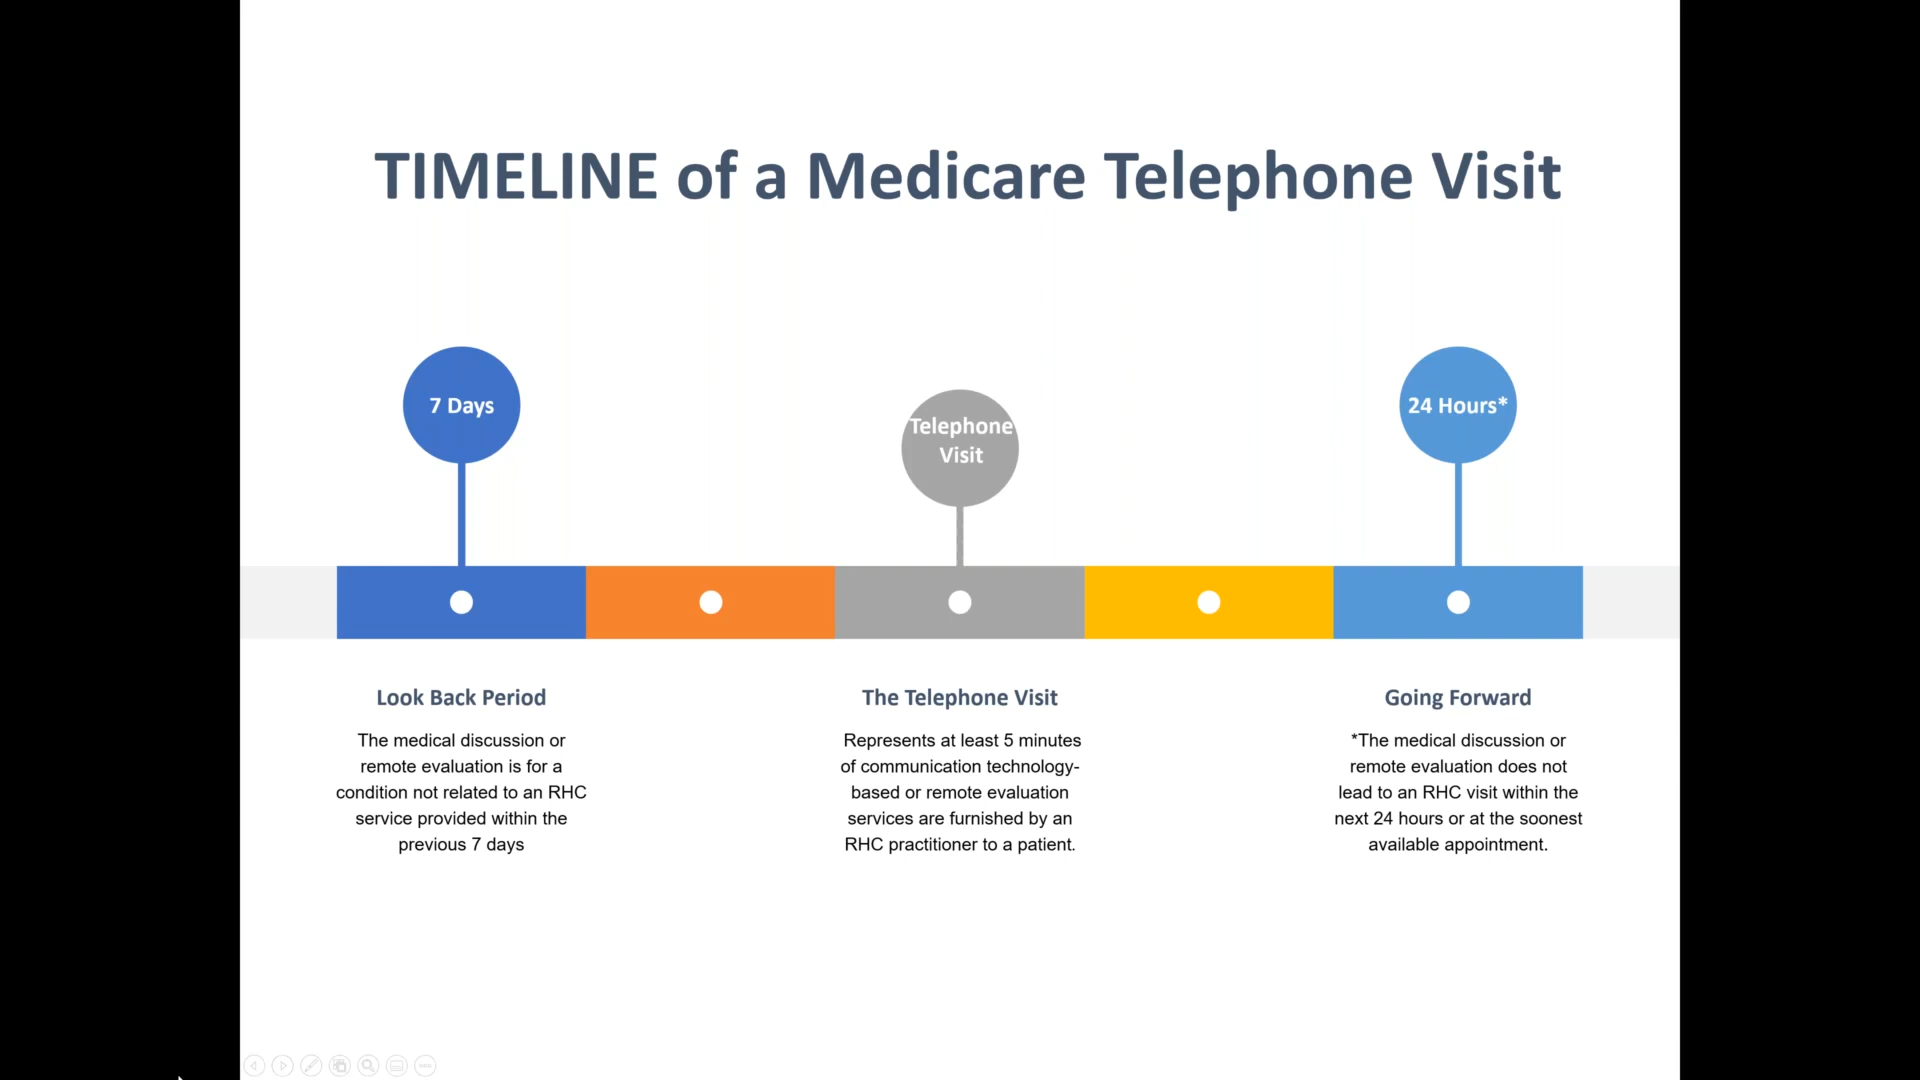 TIMELINE of a Medicare Telephone Visit
7 Days
Telephone
Visit
24 Hours*
Look Back Period
The medical discussion or
remote evaluation is for a
condition not related to an RHC
service provided within the
previous 7 days
The Telephone Visit
Represents at least 5 minutes
of communication technology-
based or remote evaluation
services are furnished by an
RHC practitioner to a patient.
Going Forward
*The medical discussion or
remote evaluation does not
lead to an RHC visit within the
next 24 hours or at the soonest
available appointment.